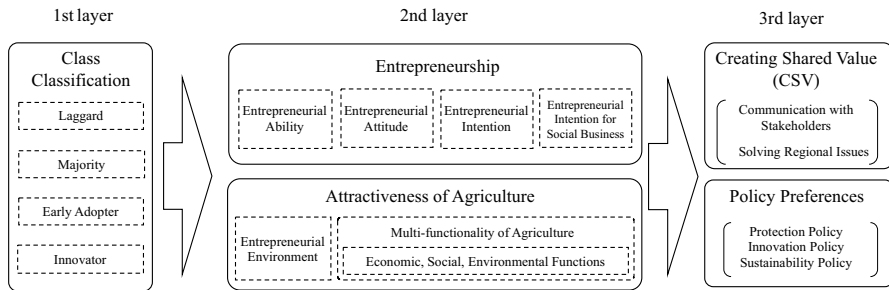 1st layer
2nd layer
3rd layer
Class
Classification
Laggard
Majority
Early Adopter
Innovator
Entrepreneurship
Entrepreneurial
Ability
Entrepreneurial
Attitude
Entrepreneurial
Intention
Entrepreneurial
Intention for
Social Business
Attractiveness of Agriculture
Entrepreneurial
Environment
Multi-functionality of Agriculture
Economic, Social, Environmental Functions
Creating Shared Value
(CSV)
Communication with
Stakeholders
Solving Regional Issues
Policy Preferences
Protection Policy
Innovation Policy
Sustainability Policy